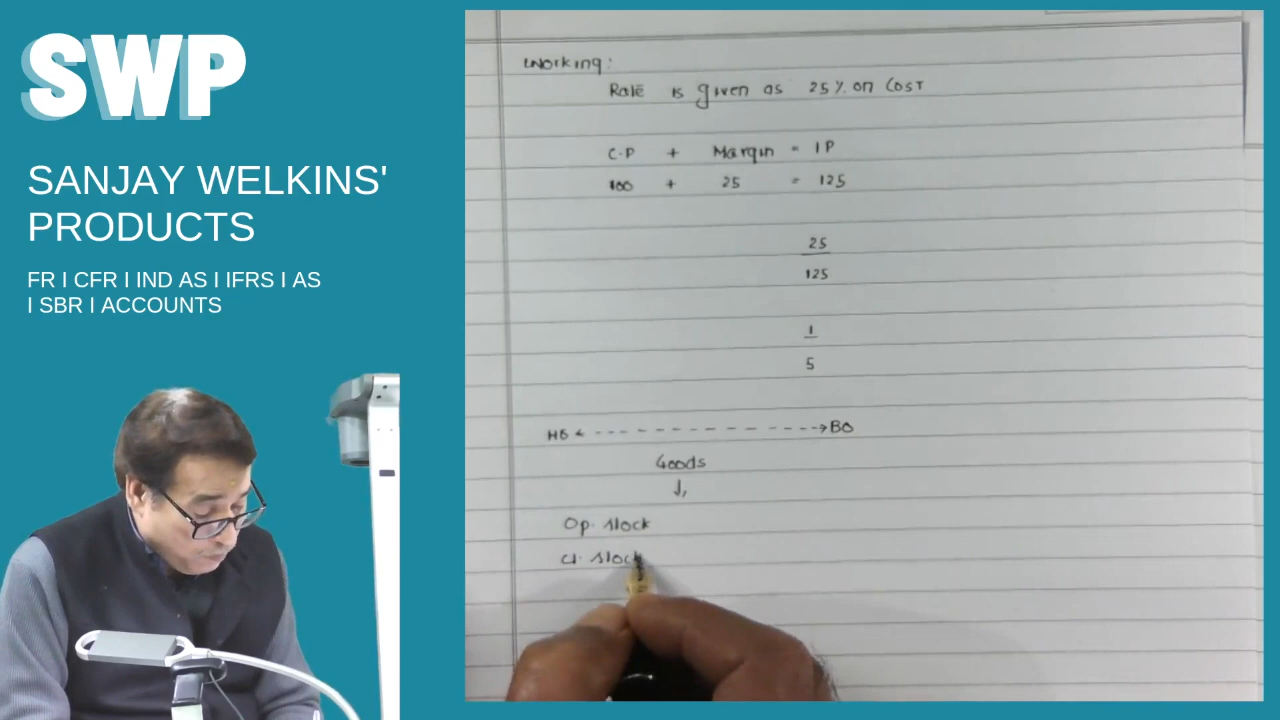 SWP
SANJAY WELKINS'
PRODUCTS
FR I CFR I IND AS I IFRS I AS
I SBR I ACCOUNTS
Working:
Rate is given as 25% on Cost
C.P + Margin = IP
100 + 25 = 125
25
125
1
5
HO BO
Goods
Op. Stock
Cl. Stock